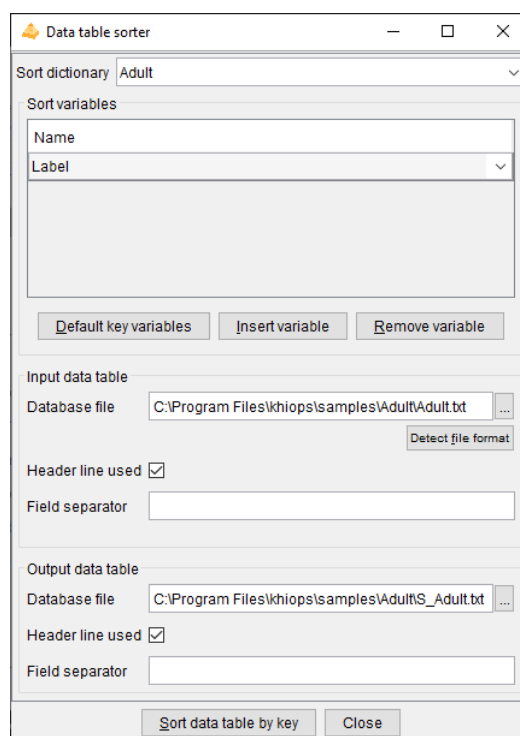 Data table sorter
Sort dictionary Adult
Sort variables
Name
Label
Default key variables Insert variable Remove variable
Input data table
Database file C:\Program Files\khiops\samples\Adult\Adult.txt ...
Detect file format
Header line used
Field separator
Output data table
Database file C:\Program Files\khiops\samples\Adult\S_Adult.txt ...
Header line used
Field separator
Sort data table by key Close